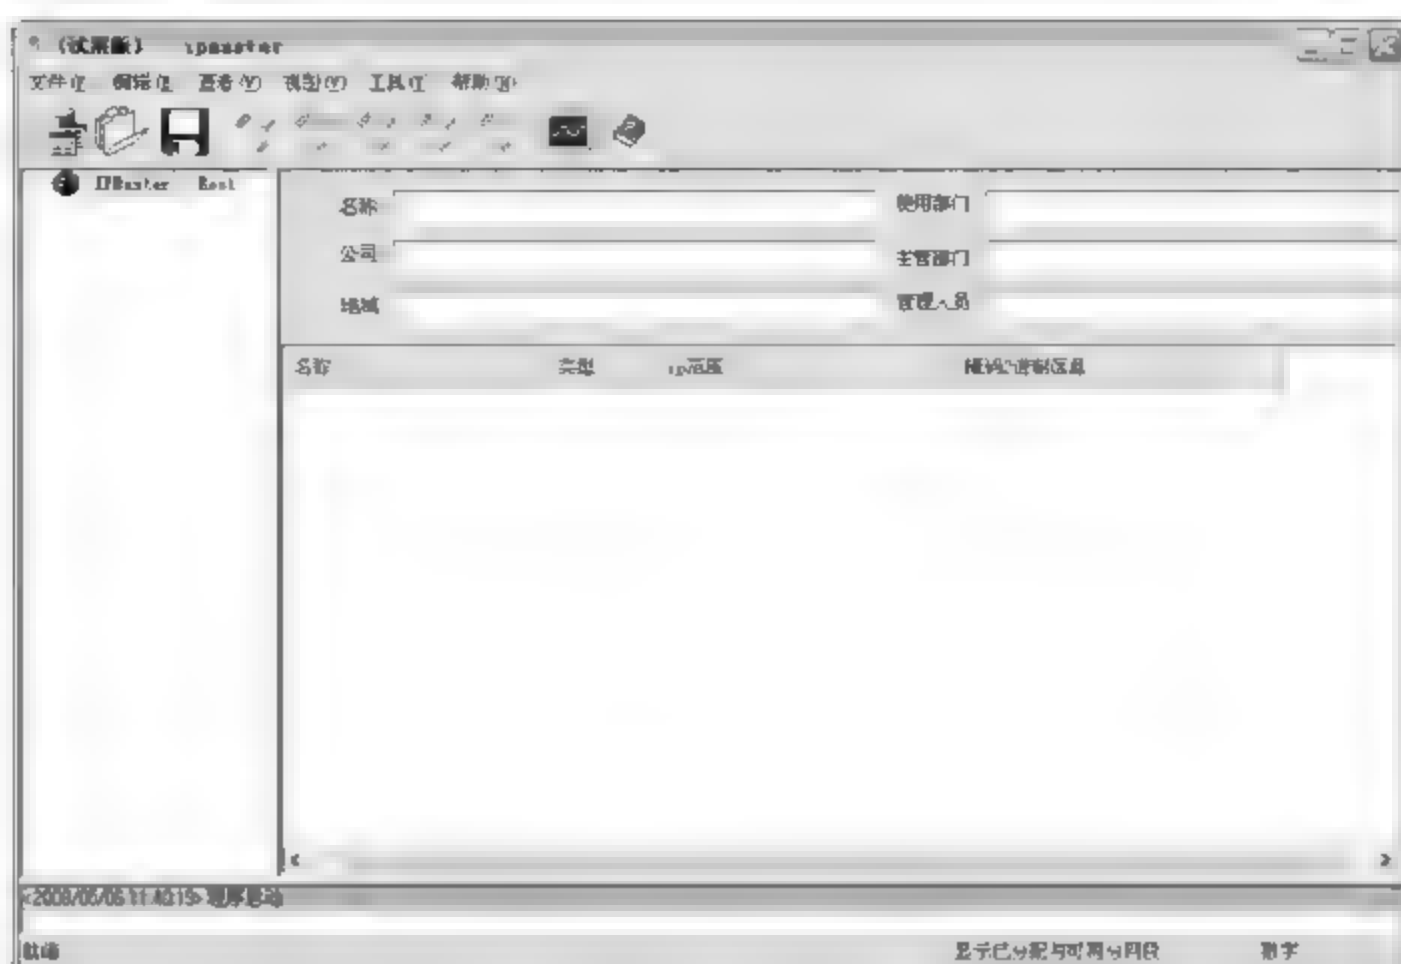 (试用版) ipmaster
文件(F) 编辑(E) 查看(V) 视图(V) 工具(T) 帮助(H)
IPMaster Root
名称 使用部门
公司 主管部门
地域 管理人员
名称 类型 ip范围
<2008/06/06 11:40:19> 程序启动
就绪 显示已分配与可再分网段 数字